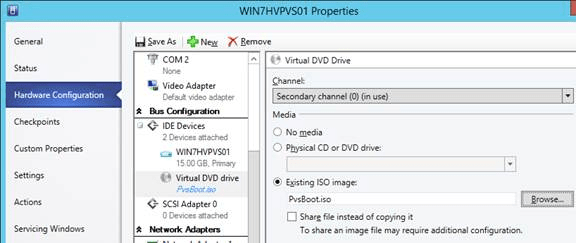 WIN7HVPVS01 Properties
General
Status
Hardware Configuration
Checkpoints
Custom Properties
Settings
Actions
Servicing Windows
Save As New Remove
COM 2
None
Video Adapter
Default video adapter
Bus Configuration
IDE Devices
2 Devices attached
WIN7HVPVS01
15.00 GB, Primary
Virtual DVD drive
PvsBoot.iso
SCSI Adapter 0
0 Devices attached
Network Adapters
Virtual DVD Drive
Channel:
Secondary channel (0) (in use)
Media
No media
Physical CD or DVD drive:
Existing ISO image:
PvsBoot.iso Browse...
Share file instead of copying it
To share an image file may require additional configuration.